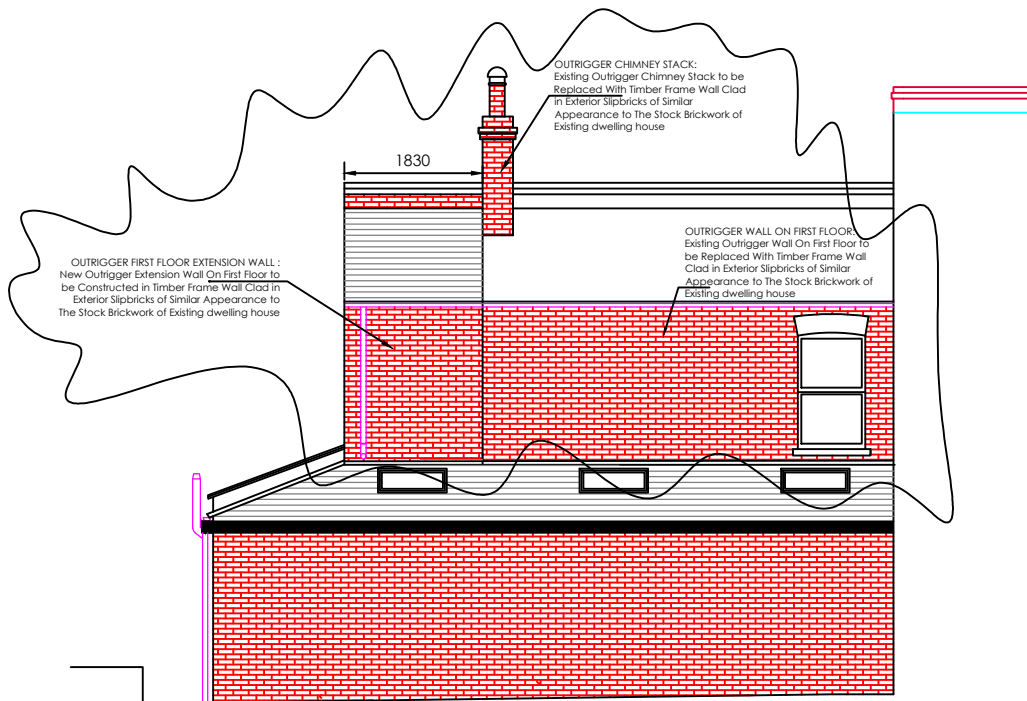 OUTRIGGER CHIMNEY STACK:
Existing Outrigger Chimney Stack to be
Replaced With Timber Frame Wall Clad
in Exterior Slipbricks of Similar
Appearance to The Stock Brickwork of
Existing dwelling house
1830
OUTRIGGER WALL ON FIRST FLOOR:
Existing Outrigger Wall On First Floor to
be Replaced With Timber Frame Wall
Clad in Exterior Slipbricks of Similar
Appearance to The Stock Brickwork of
Existing dwelling house
OUTRIGGER FIRST FLOOR EXTENSION WALL :
New Outrigger Extension Wall On First Floor to
be Constructed in Timber Frame Wall Clad in
Exterior Slipbricks of Similar Appearance to
The Stock Brickwork of Existing dwelling house